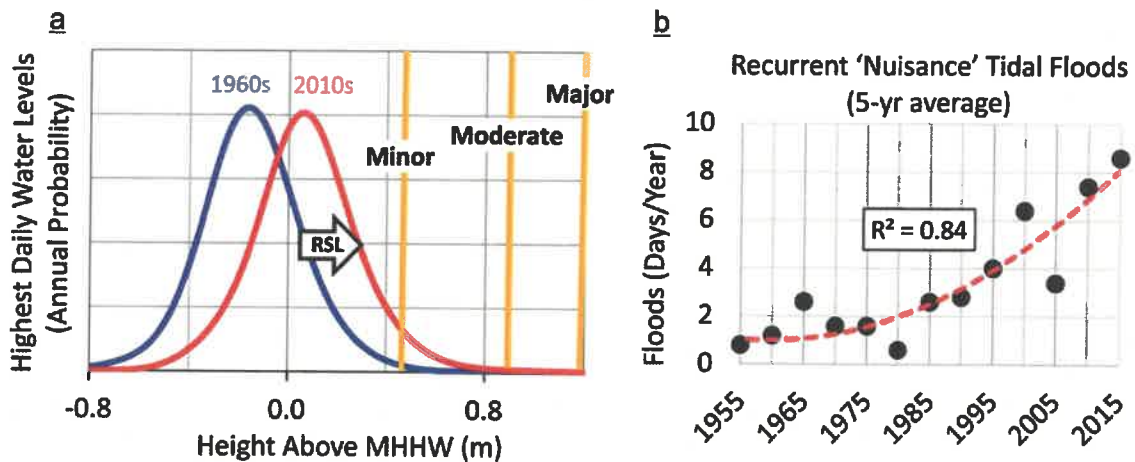 a
Highest Daily Water Levels
(Annual Probability)
1960s
2010s
Minor
Moderate
Major
RSL
-0.8
0.0
0.8
Height Above MHHW (m)
b
Recurrent 'Nuisance' Tidal Floods
(5-yr average)
Floods (Days/Year)
10
8
6
4
2
0
R² = 0.84
1955
1965
1975
1985
1995
2005
2015